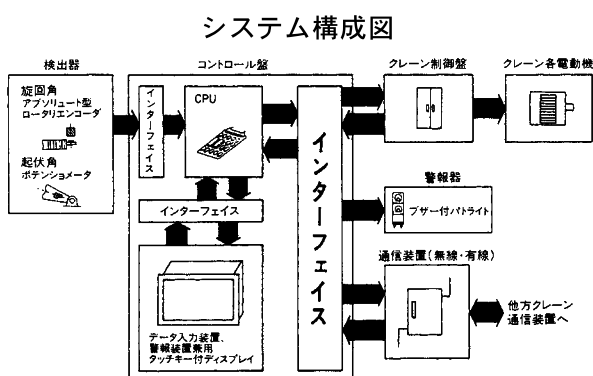 システム構成図
検出器
旋回角
アブソリュート型
ロータリエンコーダ
起伏角
ポテンショメータ
コントロール盤
インターフェイス
CPU
インターフェイス
データ入力装置、
警報装置兼用
タッチキー付ディスプレイ
インターフェイス
クレーン制御盤
クレーン各電動機
警報器
ブザー付パトライト
通信装置(無線・有線)
他方クレーン
通信装置へ